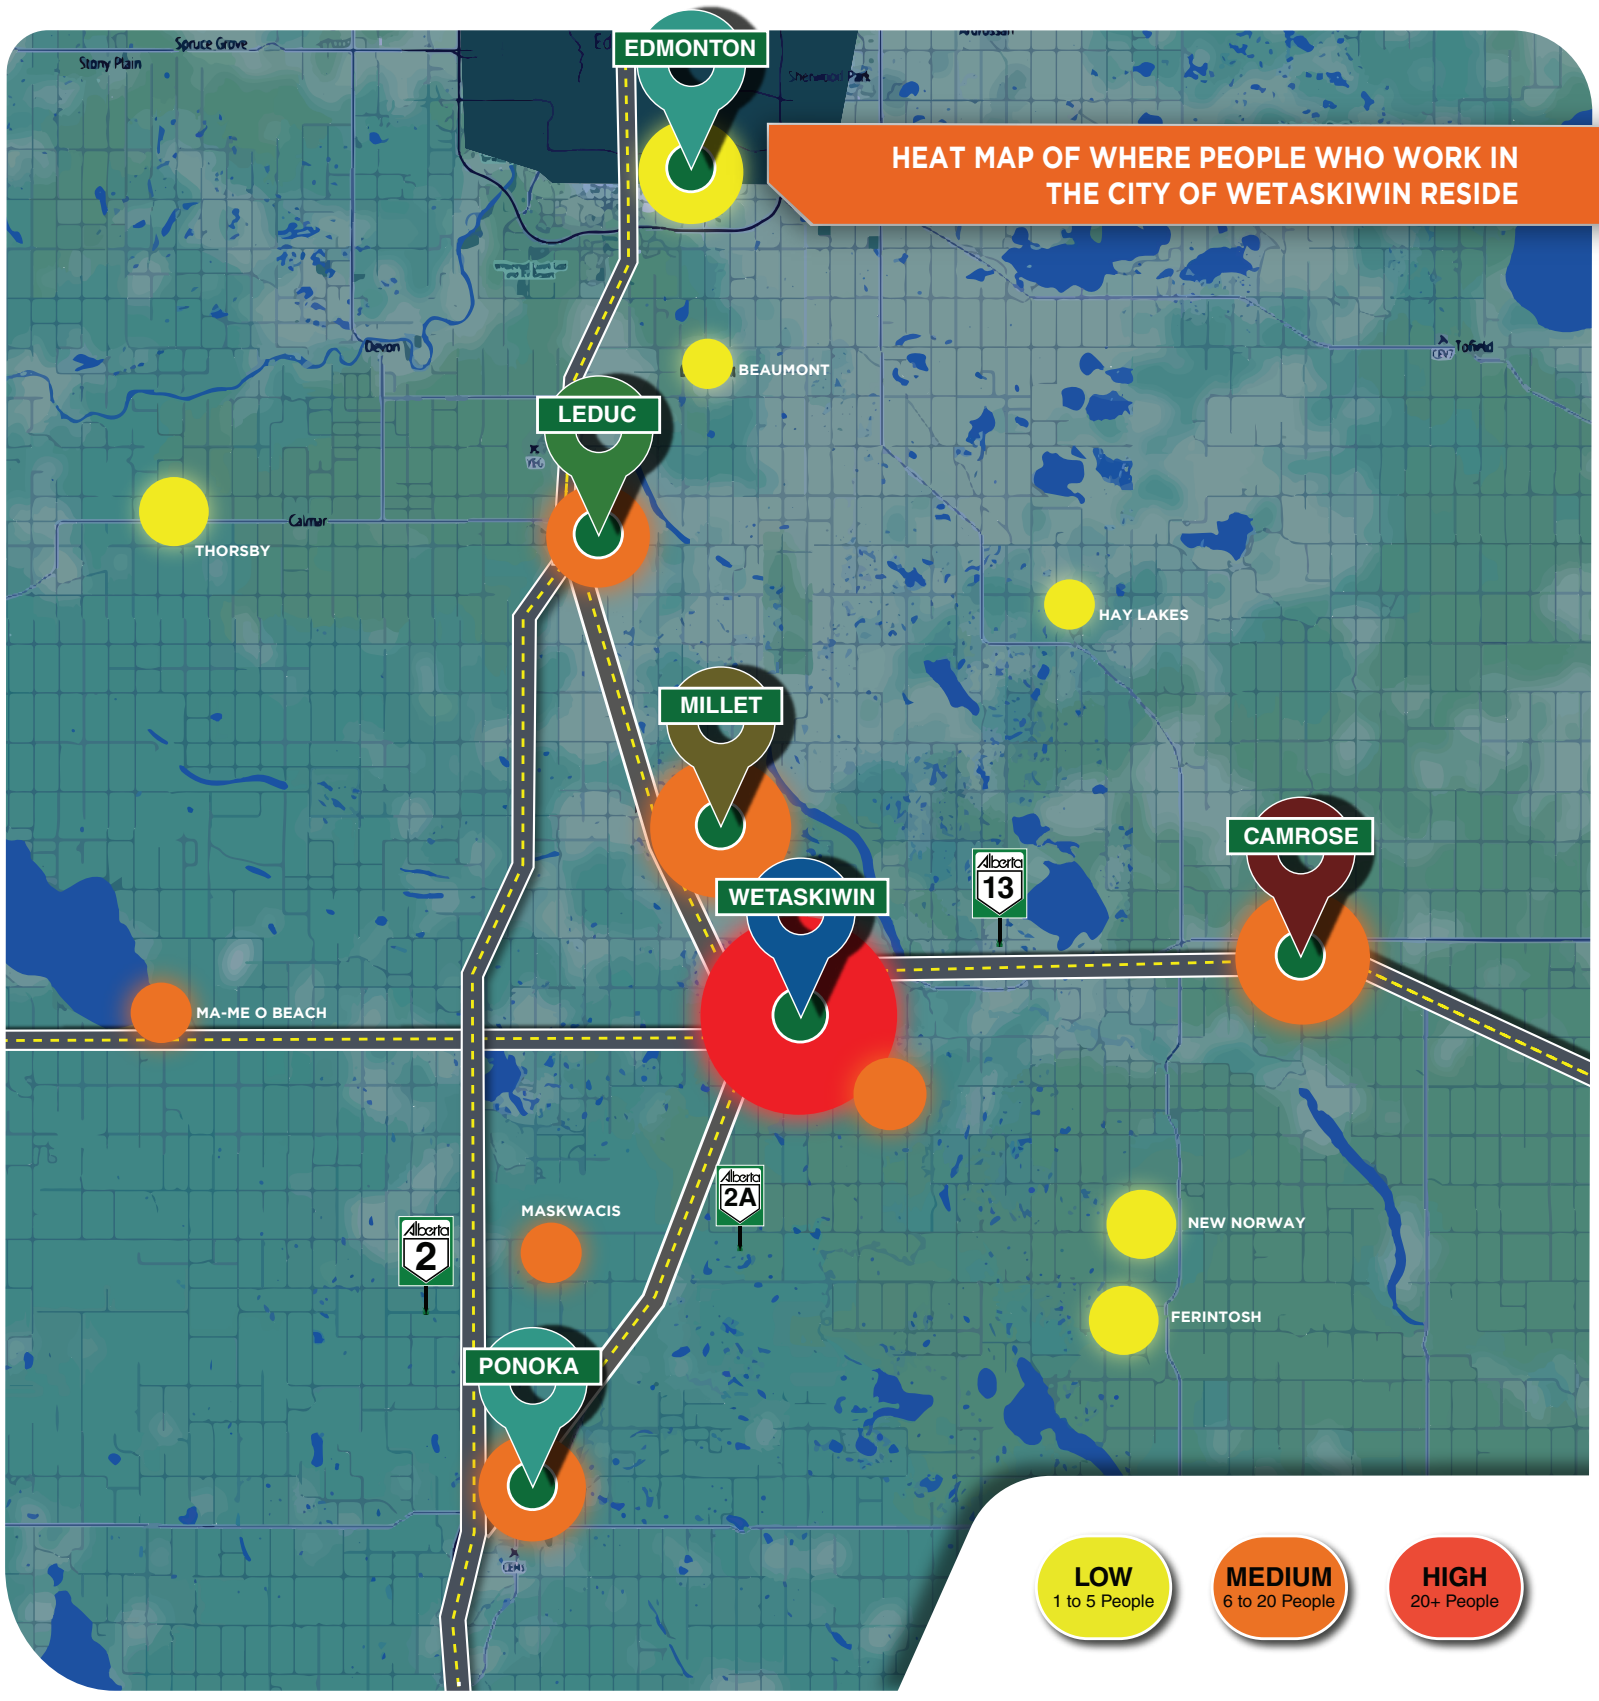 Spruce Grove
Stony Plain
EDMONTON
Sherwood Park
HEAT MAP OF WHERE PEOPLE WHO WORK IN
THE CITY OF WETASKIWIN RESIDE
Devon
Tofield
BEAUMONT
LEDUC
Calmar
THORSBY
HAY LAKES
MILLET
CAMROSE
Alberta
13
WETASKIWIN
MA-ME O BEACH
Alberta
2A
MASKWACIS
Alberta
2
NEW NORWAY
FERINTOSH
PONOKA
LOW
1 to 5 People
MEDIUM
6 to 20 People
HIGH
20+ People